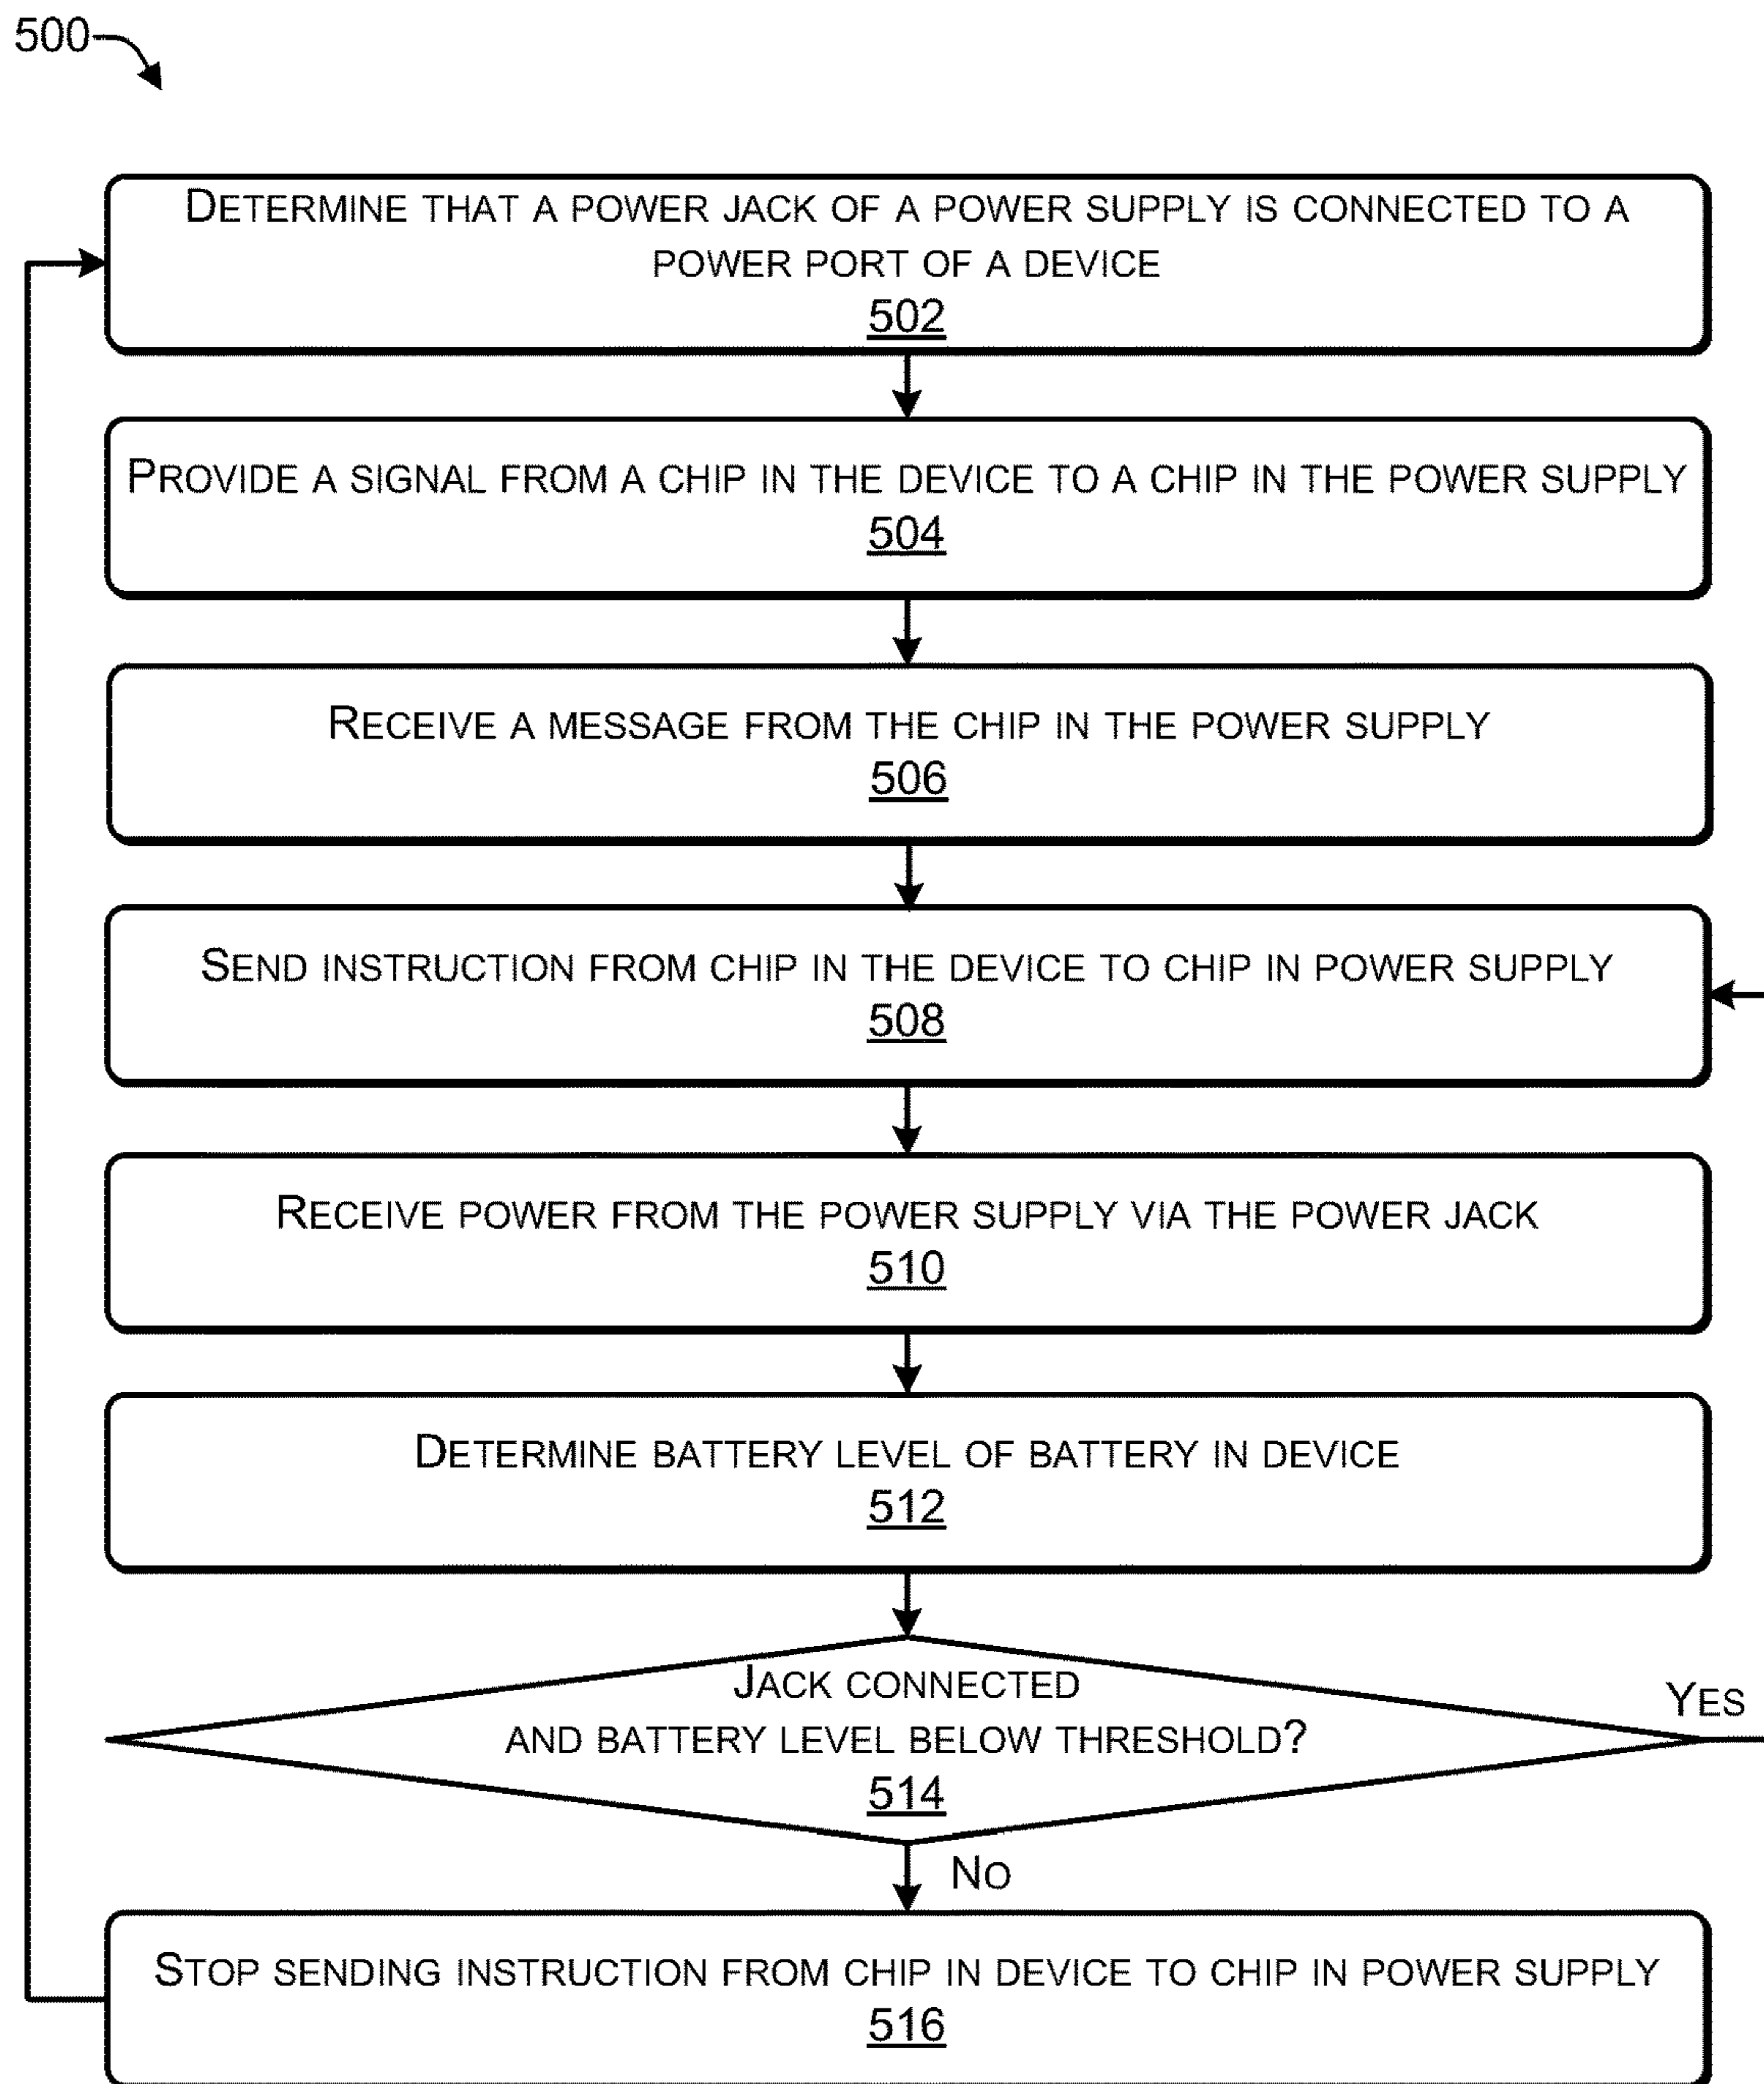 500
DETERMINE THAT A POWER JACK OF A POWER SUPPLY IS CONNECTED TO A
POWER PORT OF A DEVICE
502
PROVIDE A SIGNAL FROM A CHIP IN THE DEVICE TO A CHIP IN THE POWER SUPPLY
504
RECEIVE A MESSAGE FROM THE CHIP IN THE POWER SUPPLY
506
SEND INSTRUCTION FROM CHIP IN THE DEVICE TO CHIP IN POWER SUPPLY
508
RECEIVE POWER FROM THE POWER SUPPLY VIA THE POWER JACK
510
DETERMINE BATTERY LEVEL OF BATTERY IN DEVICE
512
JACK CONNECTED
AND BATTERY LEVEL BELOW THRESHOLD?
514
YES
NO
STOP SENDING INSTRUCTION FROM CHIP IN DEVICE TO CHIP IN POWER SUPPLY
516